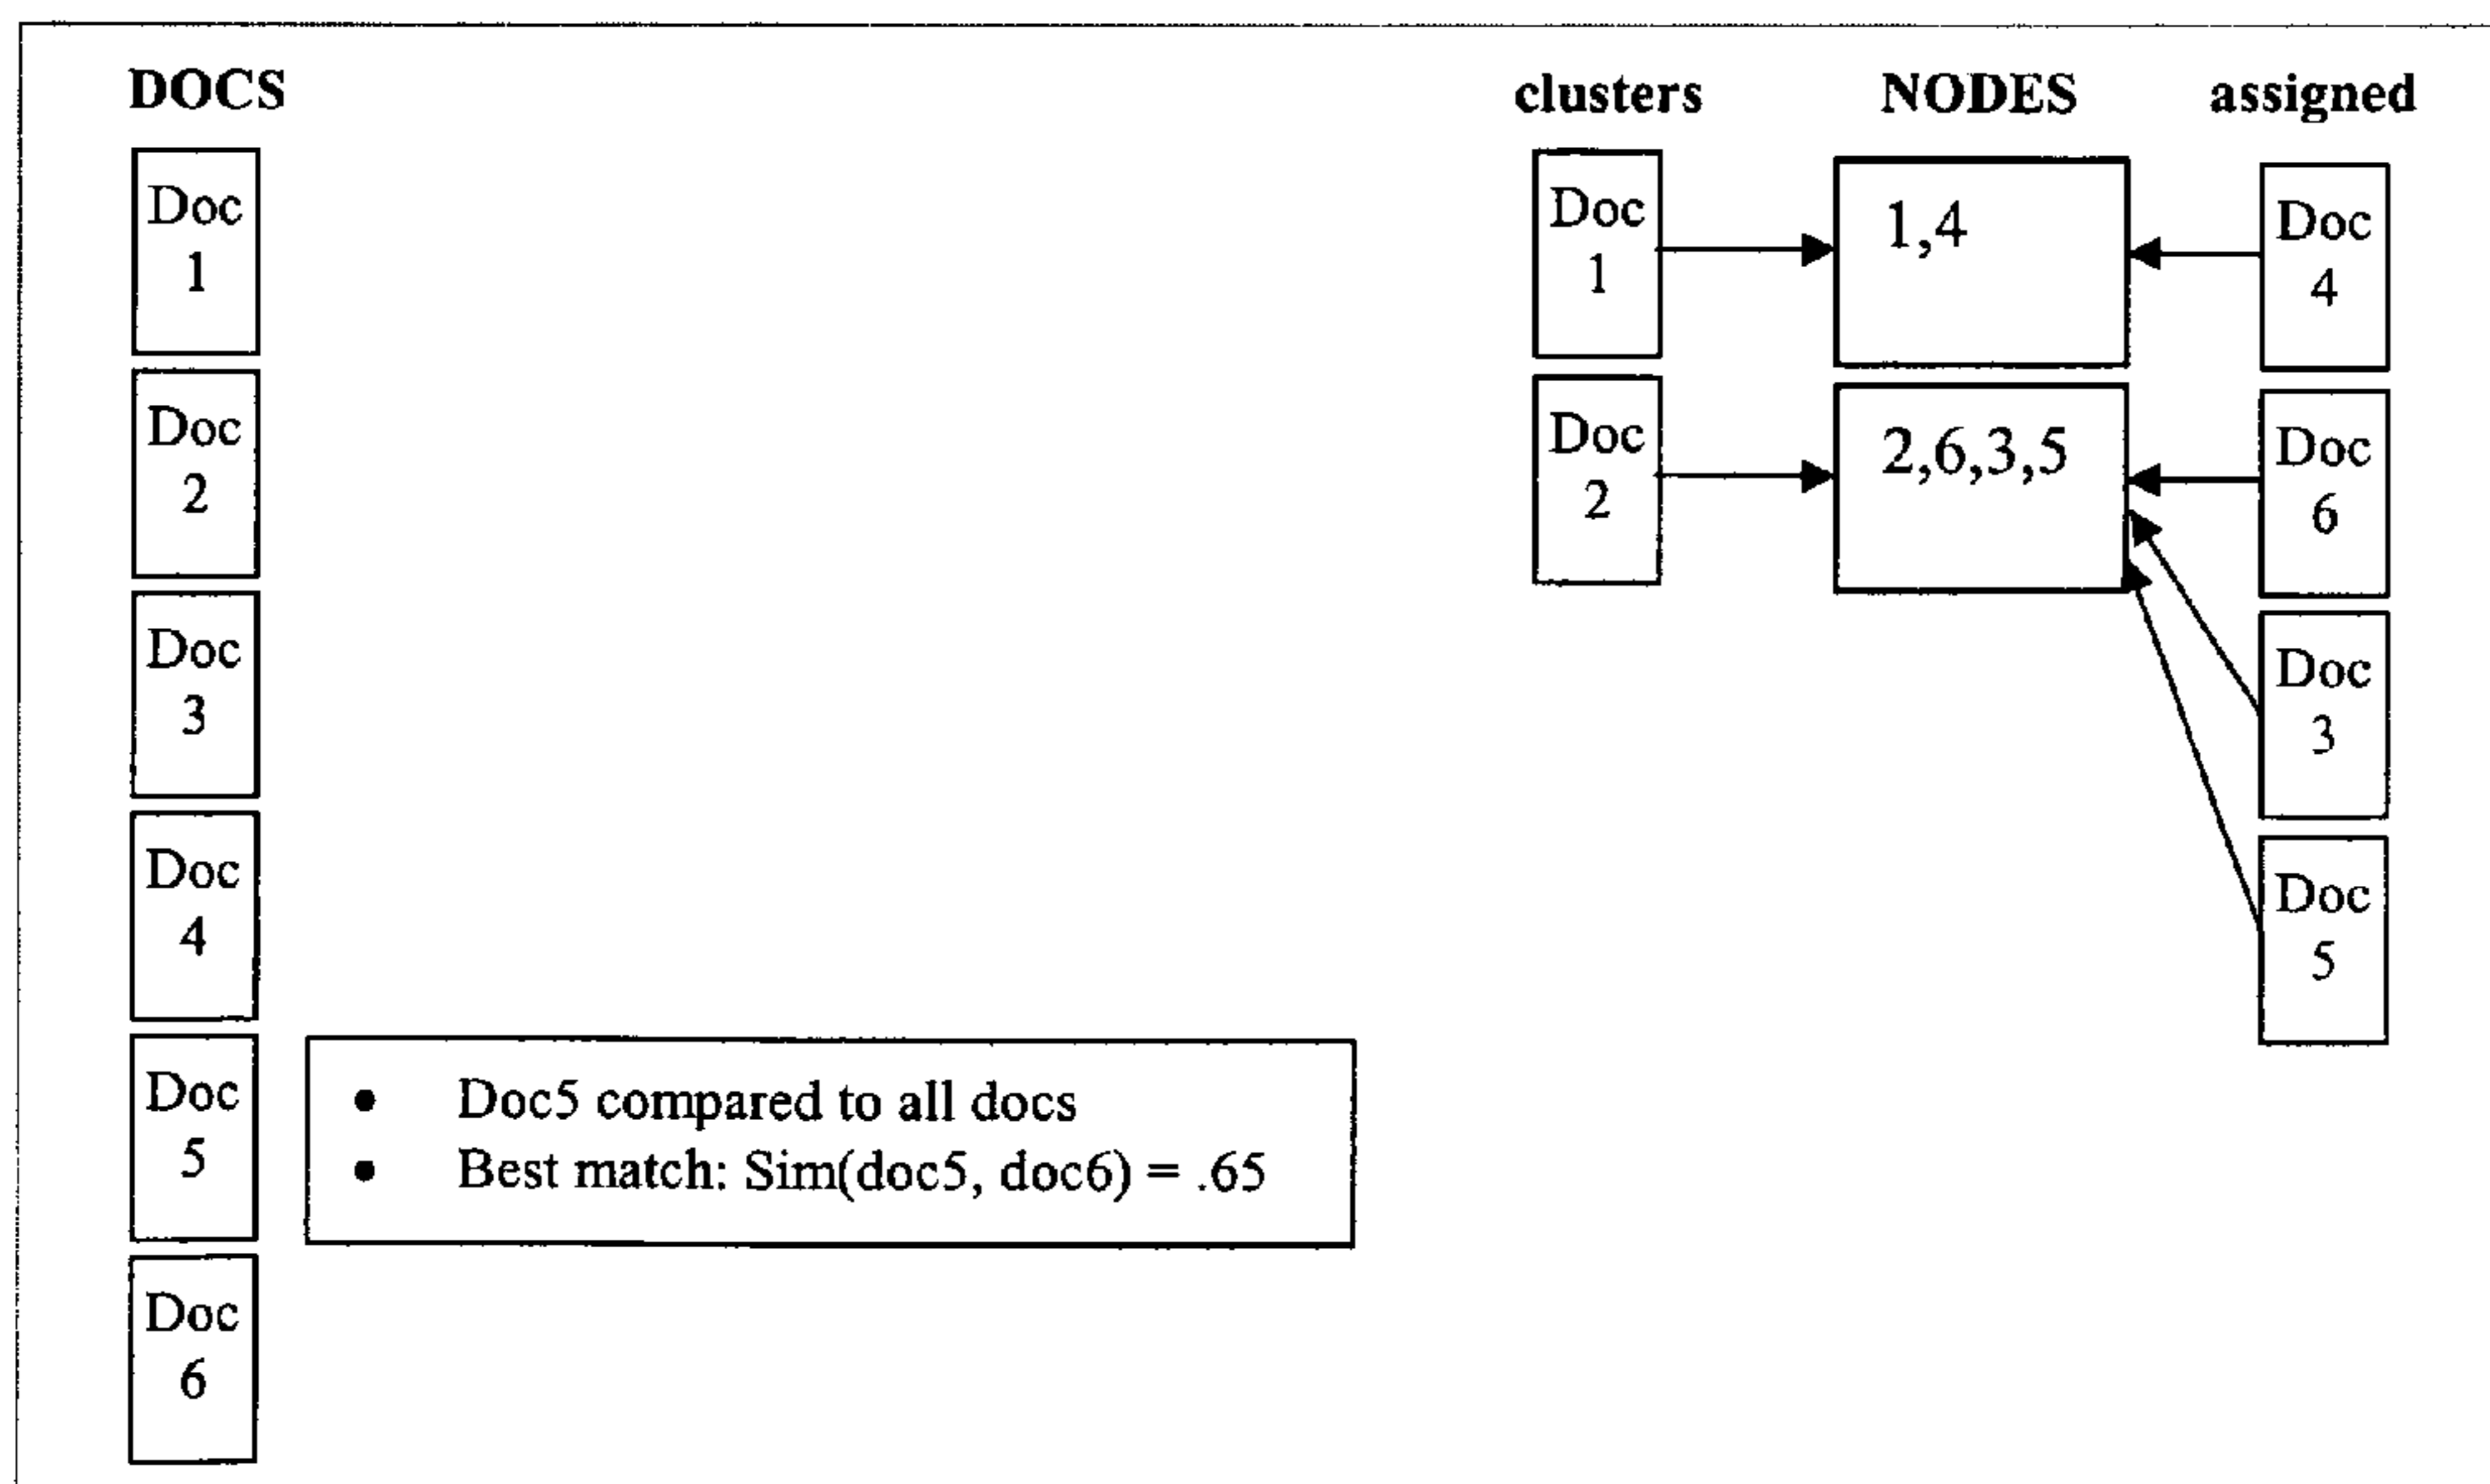 DOCS
Doc
1
Doc
2
Doc
3
Doc
4
Doc
5
Doc
6
• Doc5 compared to all docs
• Best match: Sim(doc5, doc6) = .65
clusters
Doc
1
Doc
2
NODES
1,4
2,6,3,5
assigned
Doc
4
Doc
6
Doc
3
Doc
5